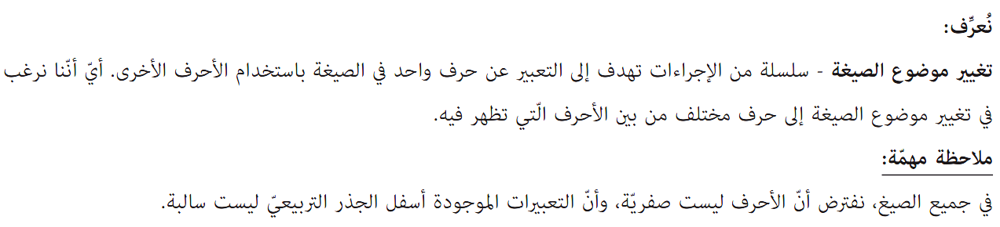 نُعرِّف:
تغيير موضوع الصيغة - سلسلة من الإجراءات تهدف إلى التعبير عن حرف واحد في الصيغة باستخدام الأحرف الأخرى. أيّ أنّنا نرغب
في تغيير موضوع الصيغة إلى حرف مختلف من بين الأحرف الّتي تظهر فيه.
ملاحظة مهمّة:
في جميع الصيغ، نفترض أنّ الأحرف ليست صفريّة، وأنّ التعبيرات الموجودة أسفل الجذر التربيعيّ ليست سالبة.